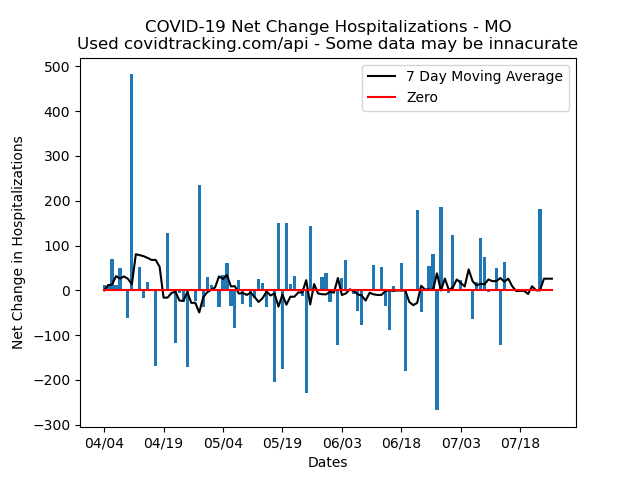 COVID-19 Net Change Hospitalizations - MO
Used covidtracking.com/api - Some data may be innacurate
7 Day Moving Average
Zero
Net Change in Hospitalizations
500
400
300
200
100
0
−100
−200
−300
04/04 04/19 05/04 05/19 06/03 06/18 07/03 07/18
Dates